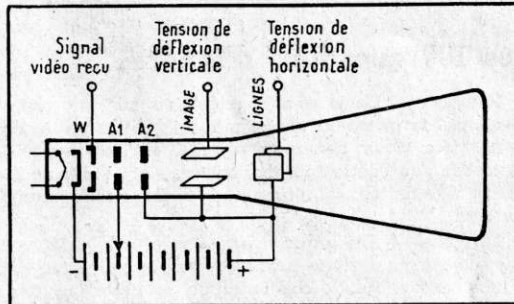 Signal
vidéo reçu
Tension de
déflexion
verticale
Tension de
déflexion
horizontale
IMAGE
LIGNES
W
A1
A2
-
+